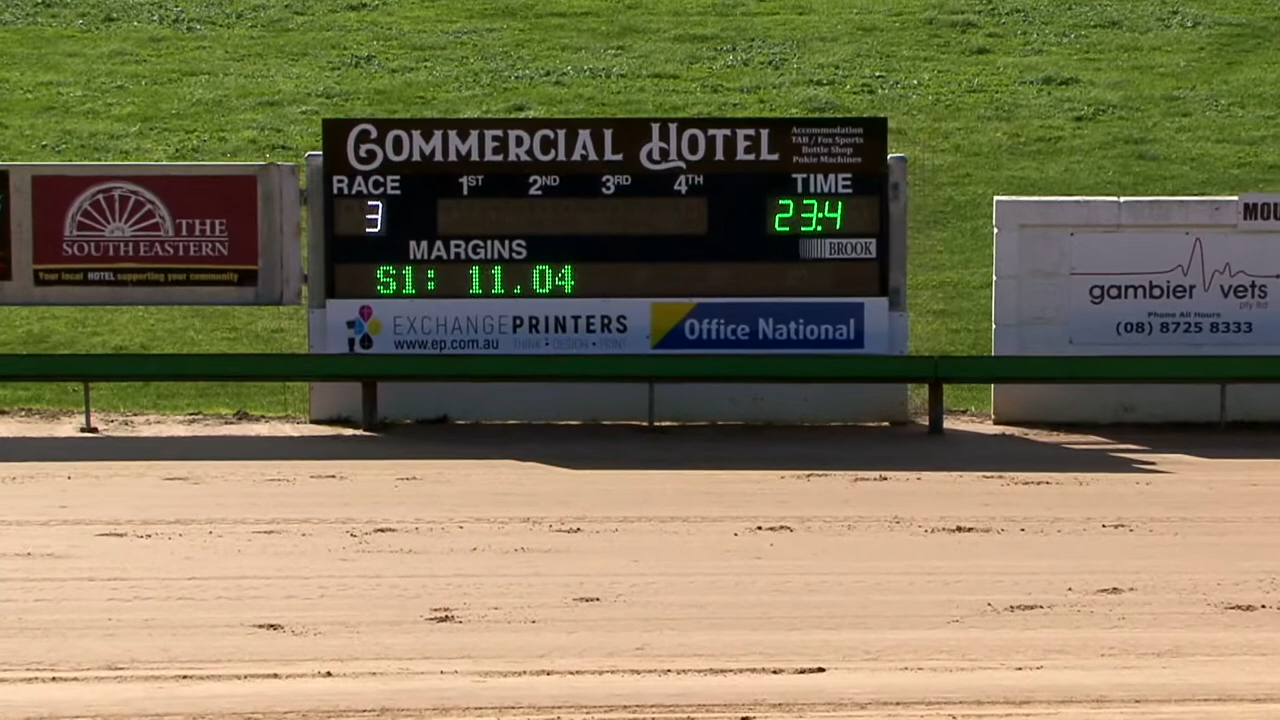 COMMERCIAL HOTEL
Accommodation
TAB / Fox Sports
Bottle Shop
Pokie Machines
RACE 1ST 2ND 3RD 4TH TIME
3 23:4
MARGINS BROOK
S1: 11.04
EXCHANGEPRINTERS
www.ep.com.au THINK • DESIGN • PRINT
Office National
THE
SOUTH EASTERN
Your local HOTEL supporting your community
MOU
gambier vets
pty ltd
Phone All Hours
(08) 8725 8333